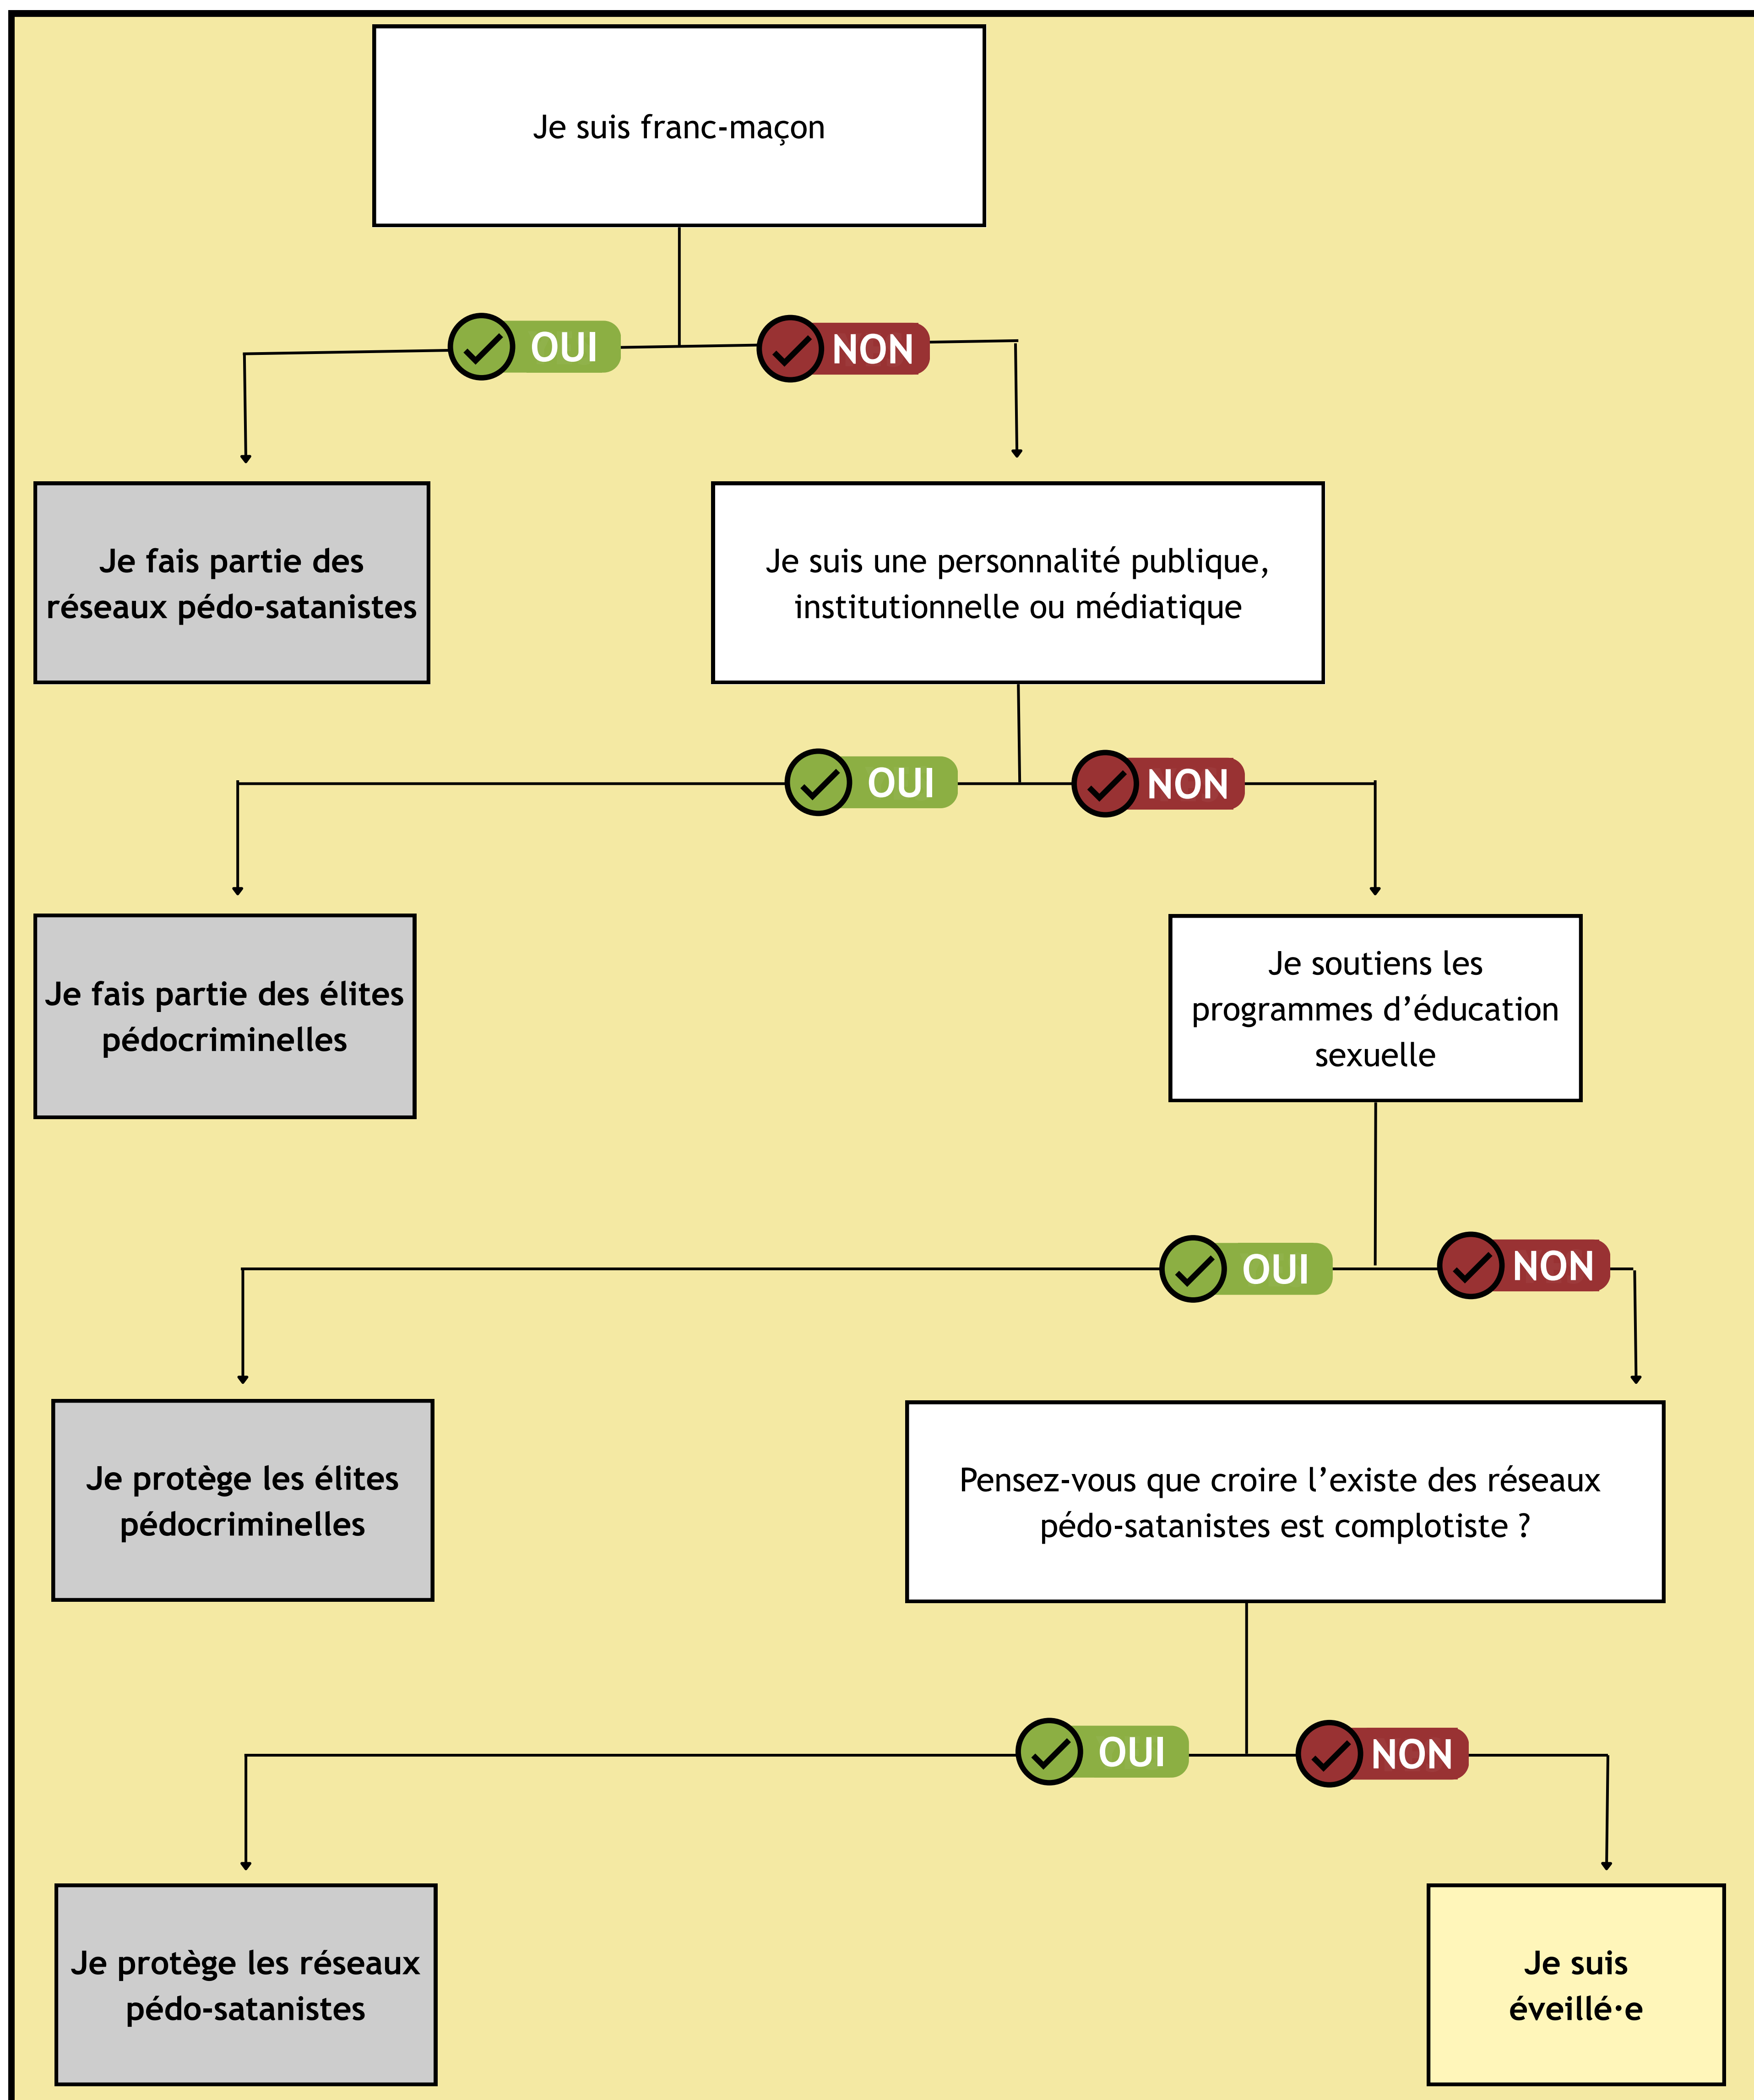 Je suis franc-maçon
OUI
NON
Je fais partie des
réseaux pédo-satanistes
Je suis une personnalité publique,
institutionnelle ou médiatique
OUI
NON
Je fais partie des élites
pédocriminelles
Je soutiens les
programmes d’éducation
sexuelle
OUI
NON
Je protège les élites
pédocriminelles
Pensez-vous que croire l’existe des réseaux
pédo-satanistes est complotiste ?
OUI
NON
Je protège les réseaux
pédo-satanistes
Je suis
éveillé·e